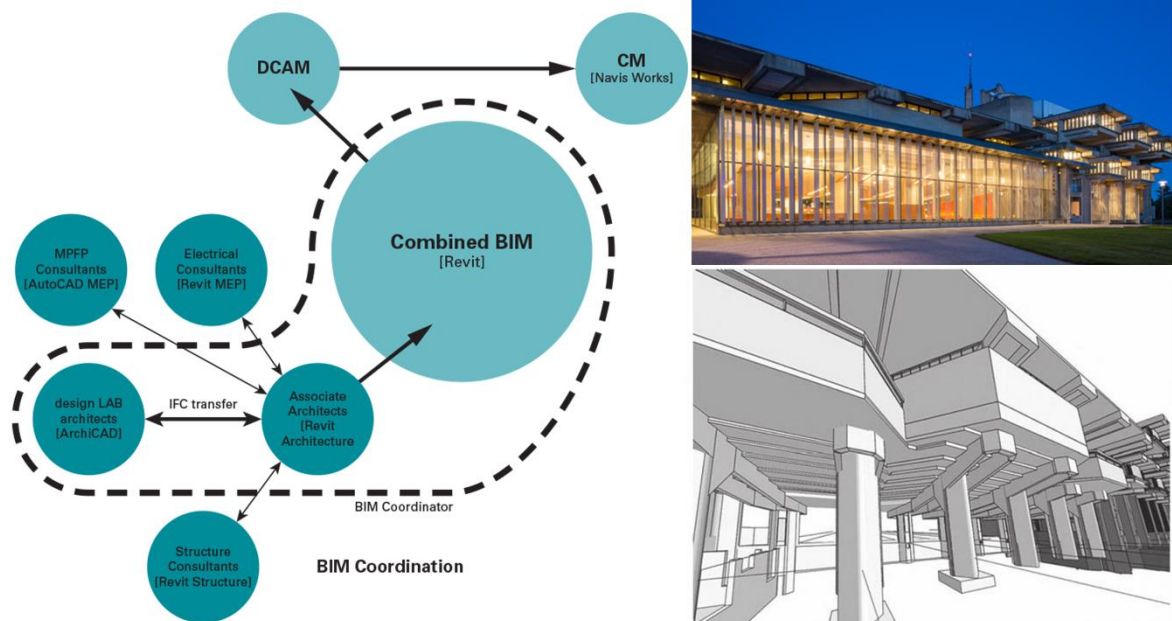 DCAM
CM
[Navis Works]
Combined BIM
[Revit]
MPFP
Consultants
[AutoCAD MEP]
Electrical
Consultants
[Revit MEP]
design LAB
architects
[ArchiCAD]
IFC transfer
Associate
Architects
[Revit
Architecture
BIM Coordinator
Structure
Consultants
[Revit Structure]
BIM Coordination